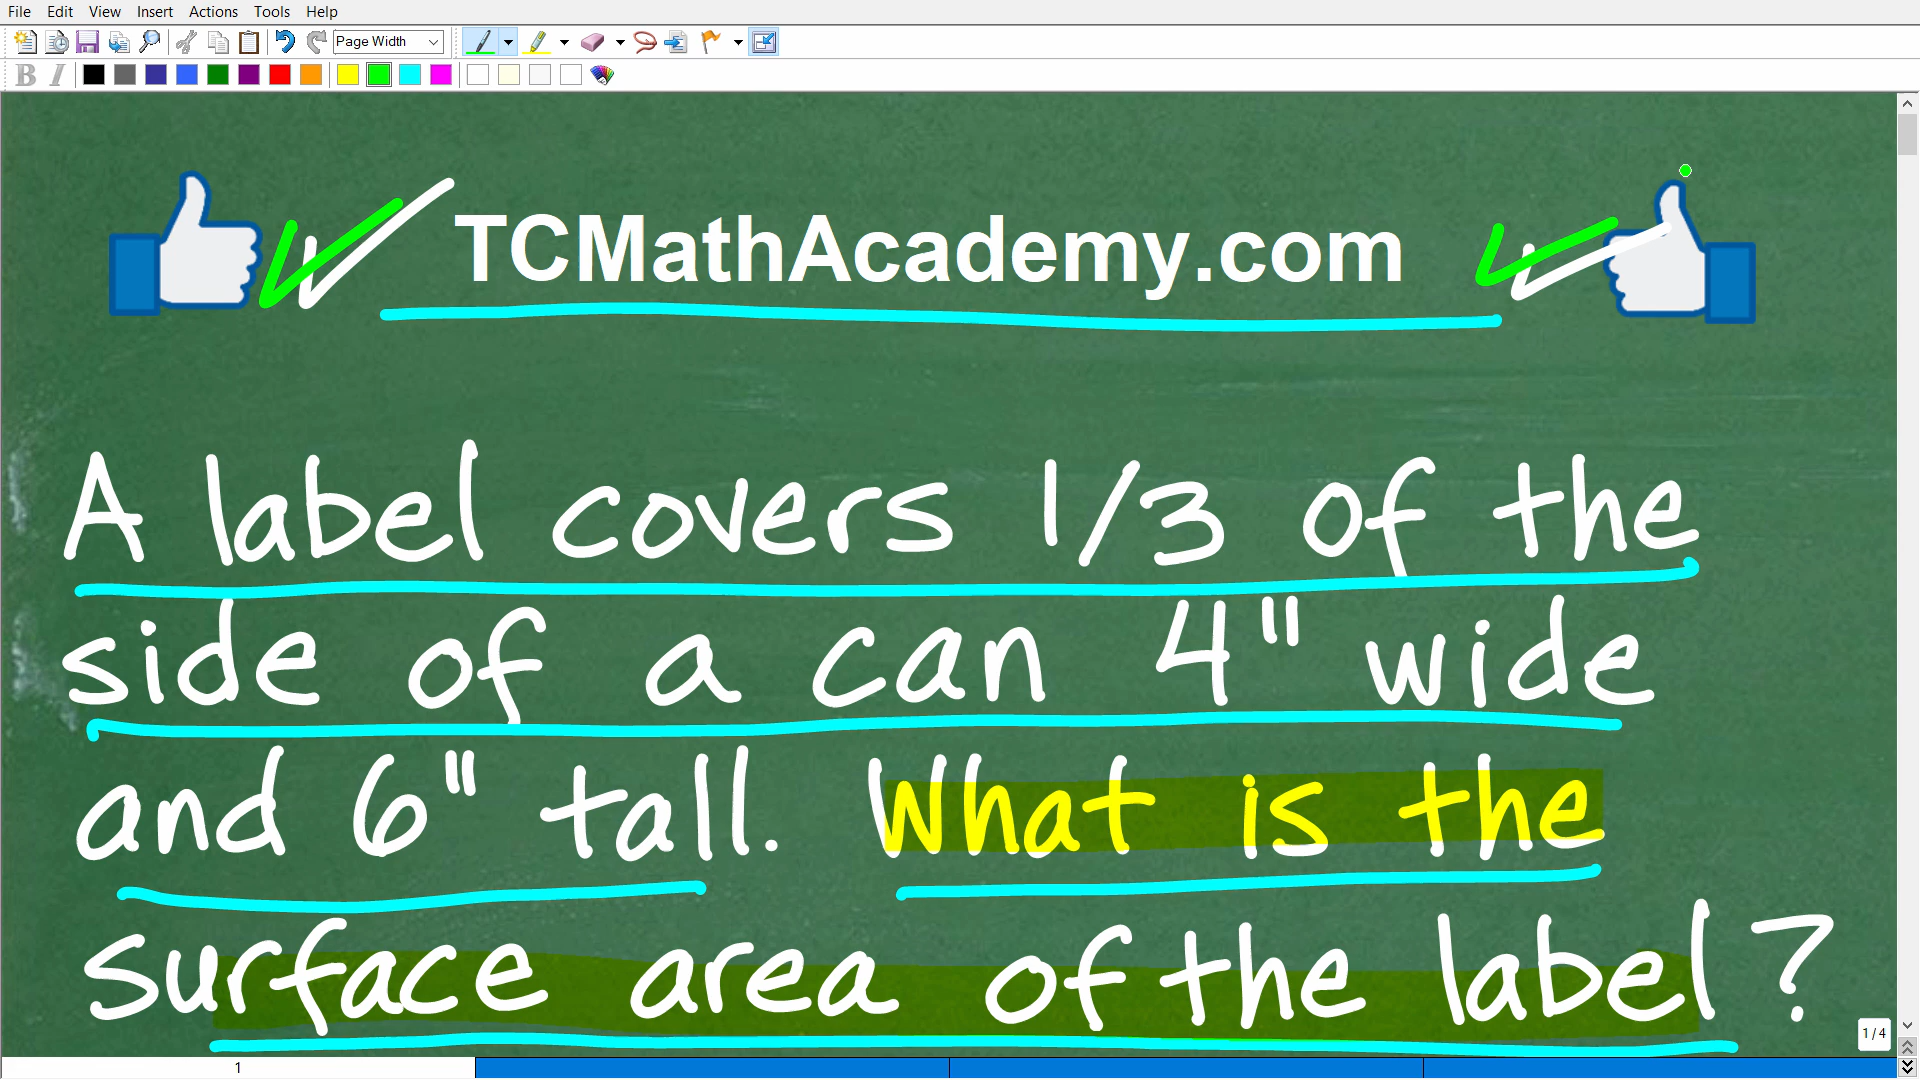 File Edit View Insert Actions Tools Help
Page Width
B I
TCMathAcademy.com
A label covers 1/3 of the
side of a can 4" wide
and 6" tall. What is the
surface area of the label?
1 / 4
1